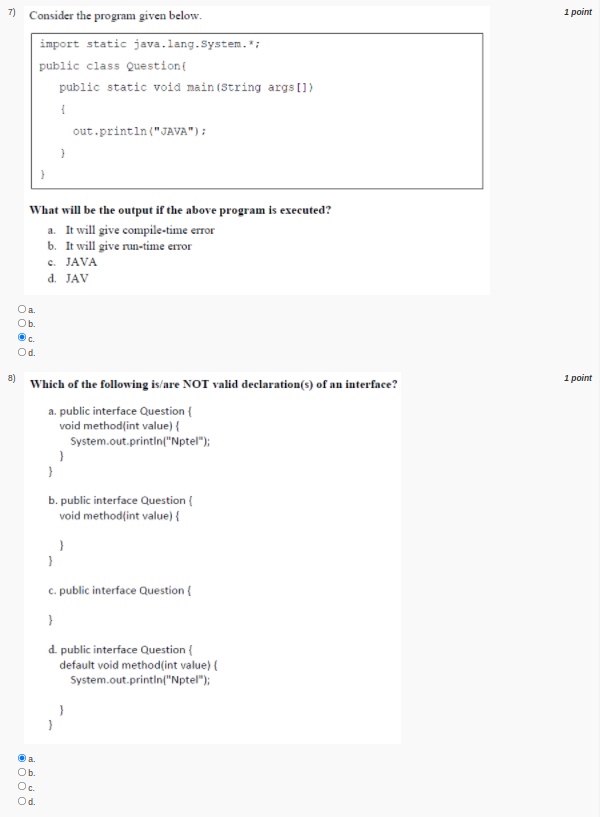 7) Consider the program given below. 1 point
import static java.lang.System.*;
public class Question{
public static void main(String args[])
{
out.println("JAVA");
}
}
What will be the output if the above program is executed?
a. It will give compile-time error
b. It will give run-time error
c. JAVA
d. JAV
a.
b.
c.
d.
8) Which of the following is/are NOT valid declaration(s) of an interface? 1 point
a. public interface Question {
void method(int value) {
System.out.println("Nptel");
}
}
b. public interface Question {
void method(int value) {
}
}
c. public interface Question {
}
d. public interface Question {
default void method(int value) {
System.out.println("Nptel");
}
}
a.
b.
c.
d.